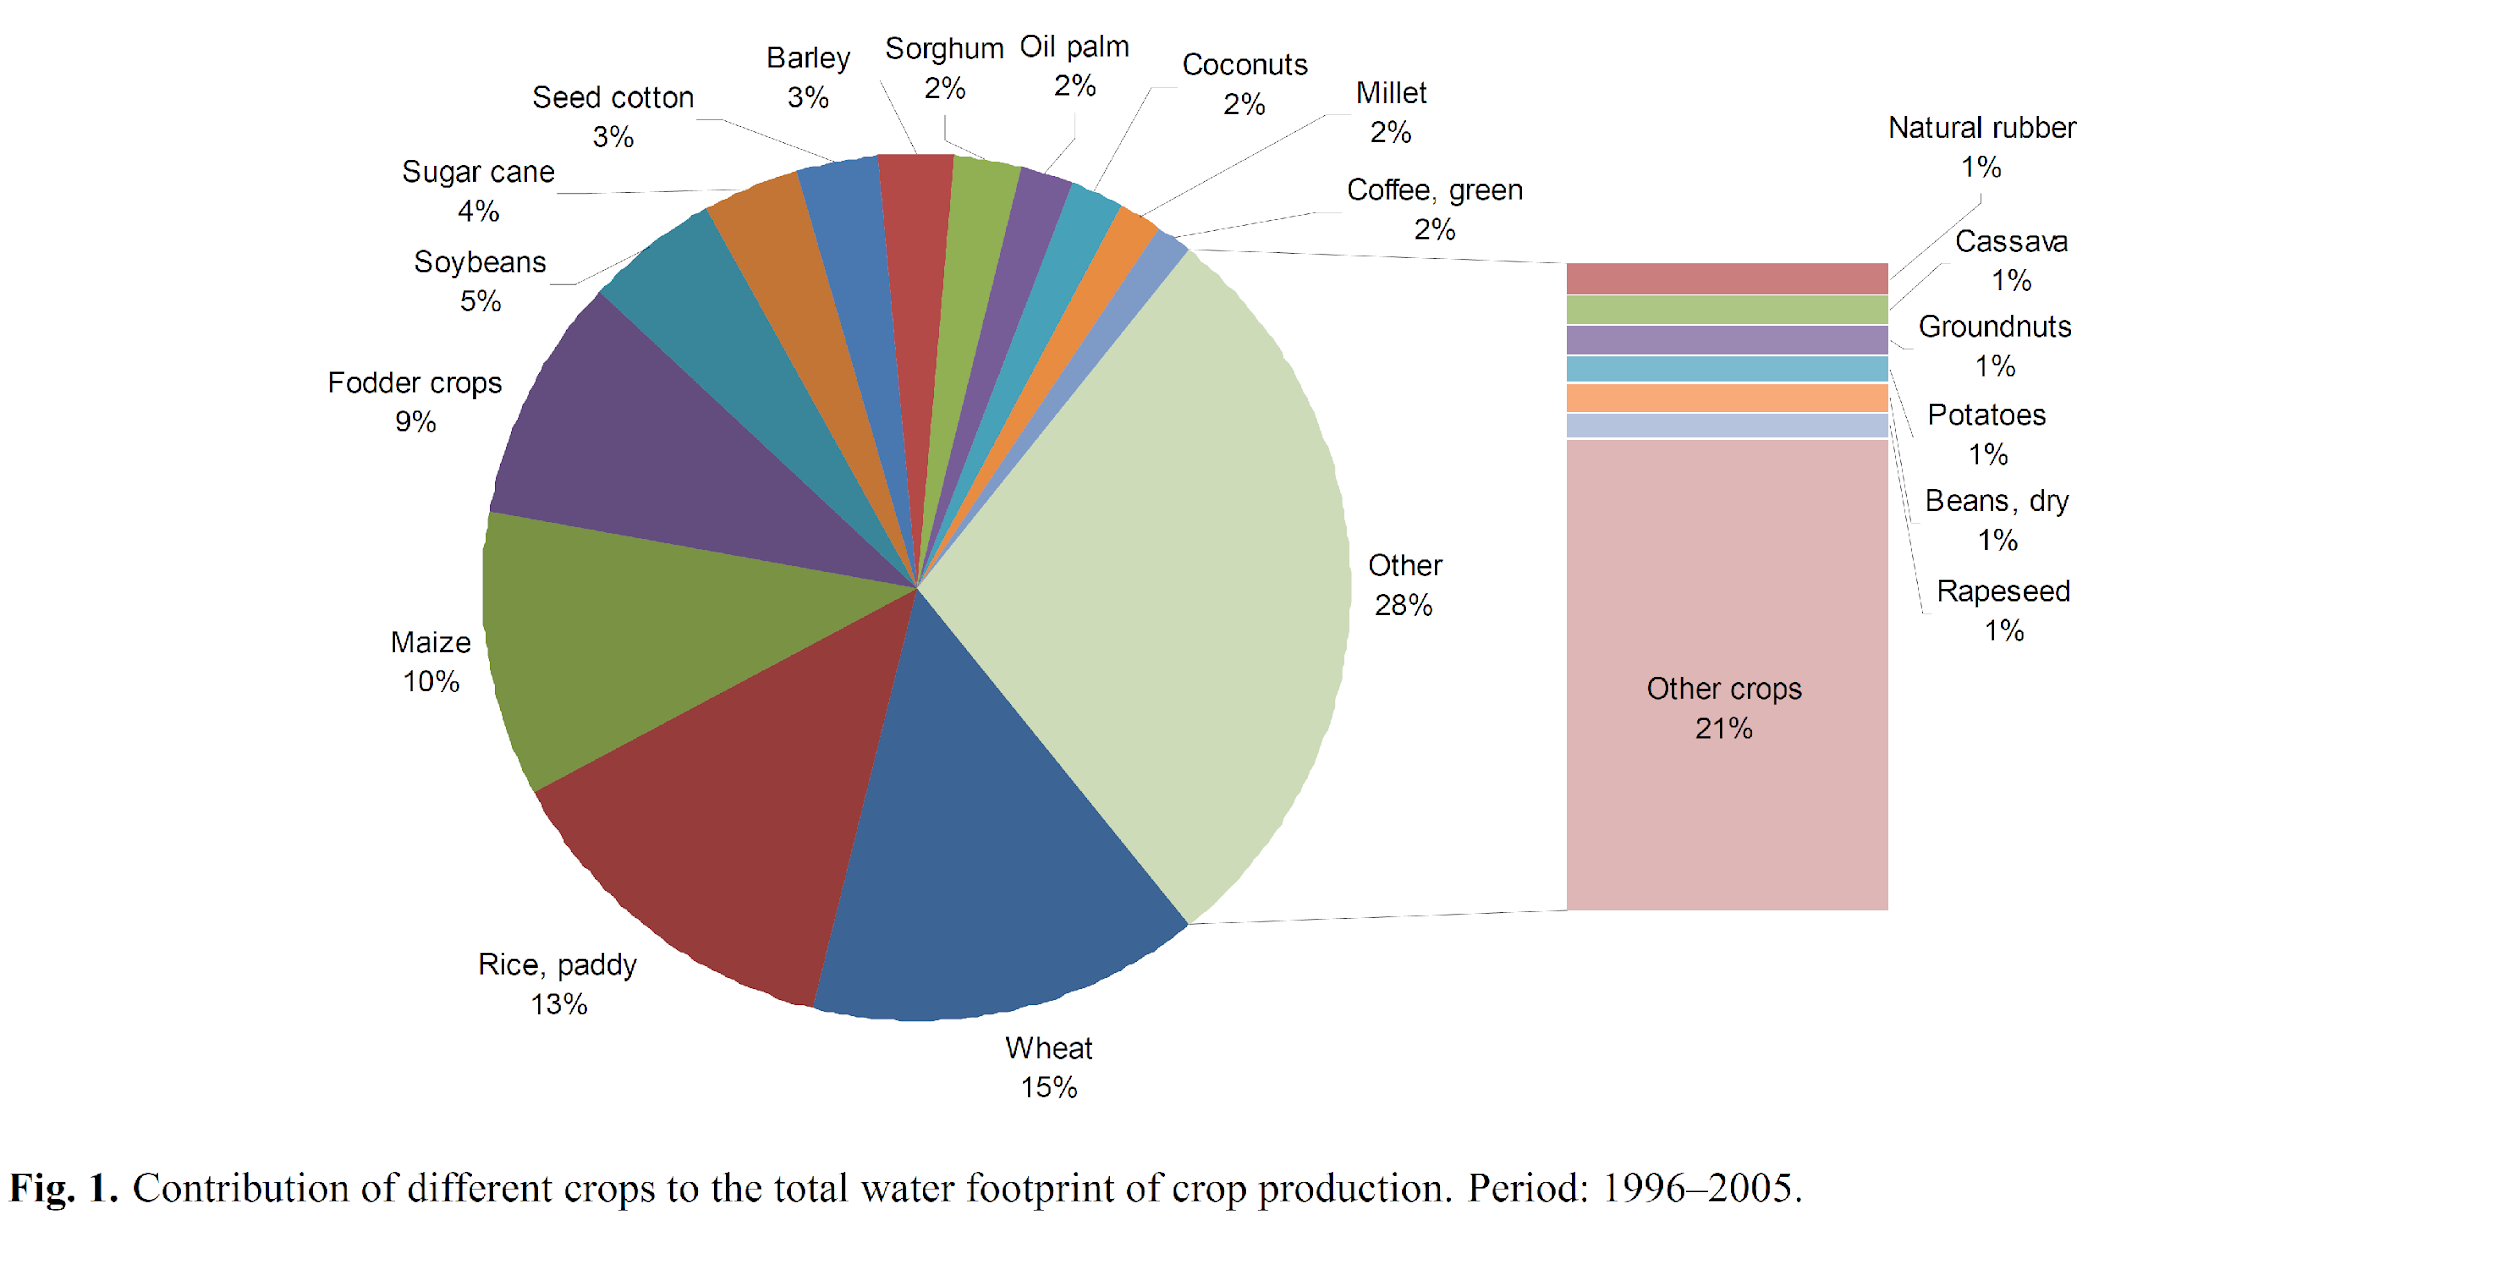 Barley
3%
Sorghum
2%
Oil palm
2%
Coconuts
2%
Millet
2%
Coffee, green
2%
Seed cotton
3%
Sugar cane
4%
Soybeans
5%
Fodder crops
9%
Maize
10%
Rice, paddy
13%
Wheat
15%
Other
28%
Natural rubber
1%
Cassava
1%
Groundnuts
1%
Potatoes
1%
Beans, dry
1%
Rapeseed
1%
Other crops
21%
Fig. 1. Contribution of different crops to the total water footprint of crop production. Period: 1996–2005.